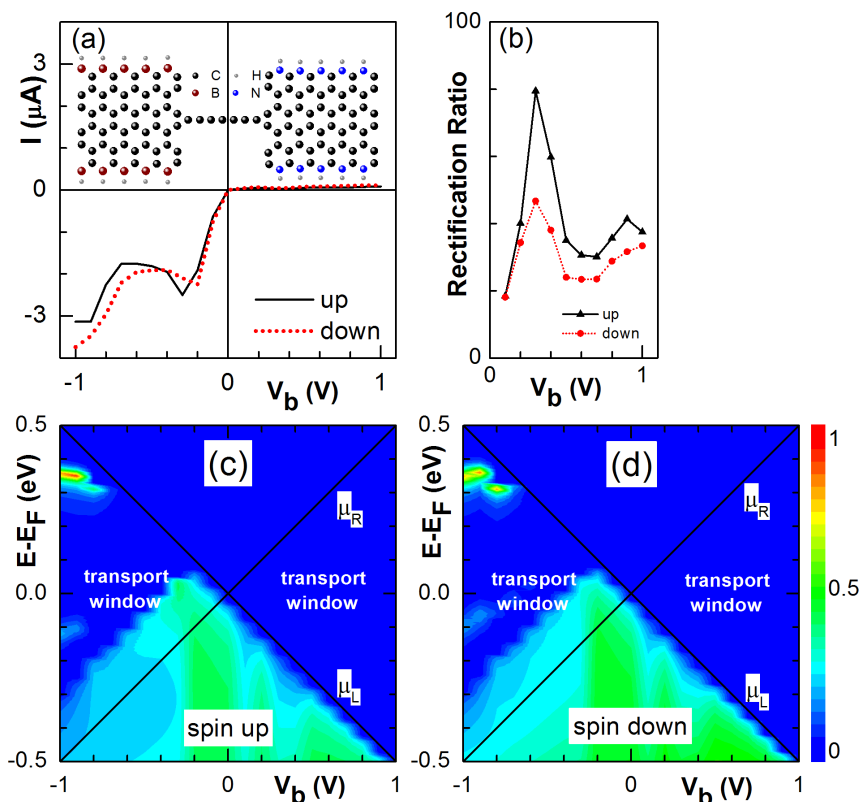 (a)
3
0
-3
I (μA)
C H
B N
up
down
-1 0 1
V_b (V)
(b)
100
0
Rectification Ratio
up
down
0 0 1
V_b (V)
(c)
0.5
0.0
-0.5
E-E_F (eV)
μ_R
transport
window
transport
window
μ_L
spin up
-1 0 1
V_b (V)
(d)
0.5
0.0
-0.5
E-E_F (eV)
μ_R
transport
window
transport
window
μ_L
spin down
-1 0 1
V_b (V)
1
0.5
0